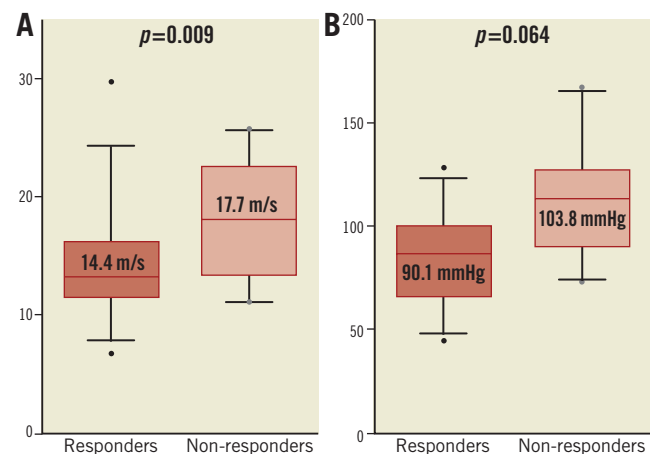 A
p=0.009
30
20
10
0
14.4 m/s
17.7 m/s
Responders
Non-responders
B
p=0.064
200
150
100
50
0
90.1 mmHg
103.8 mmHg
Responders
Non-responders